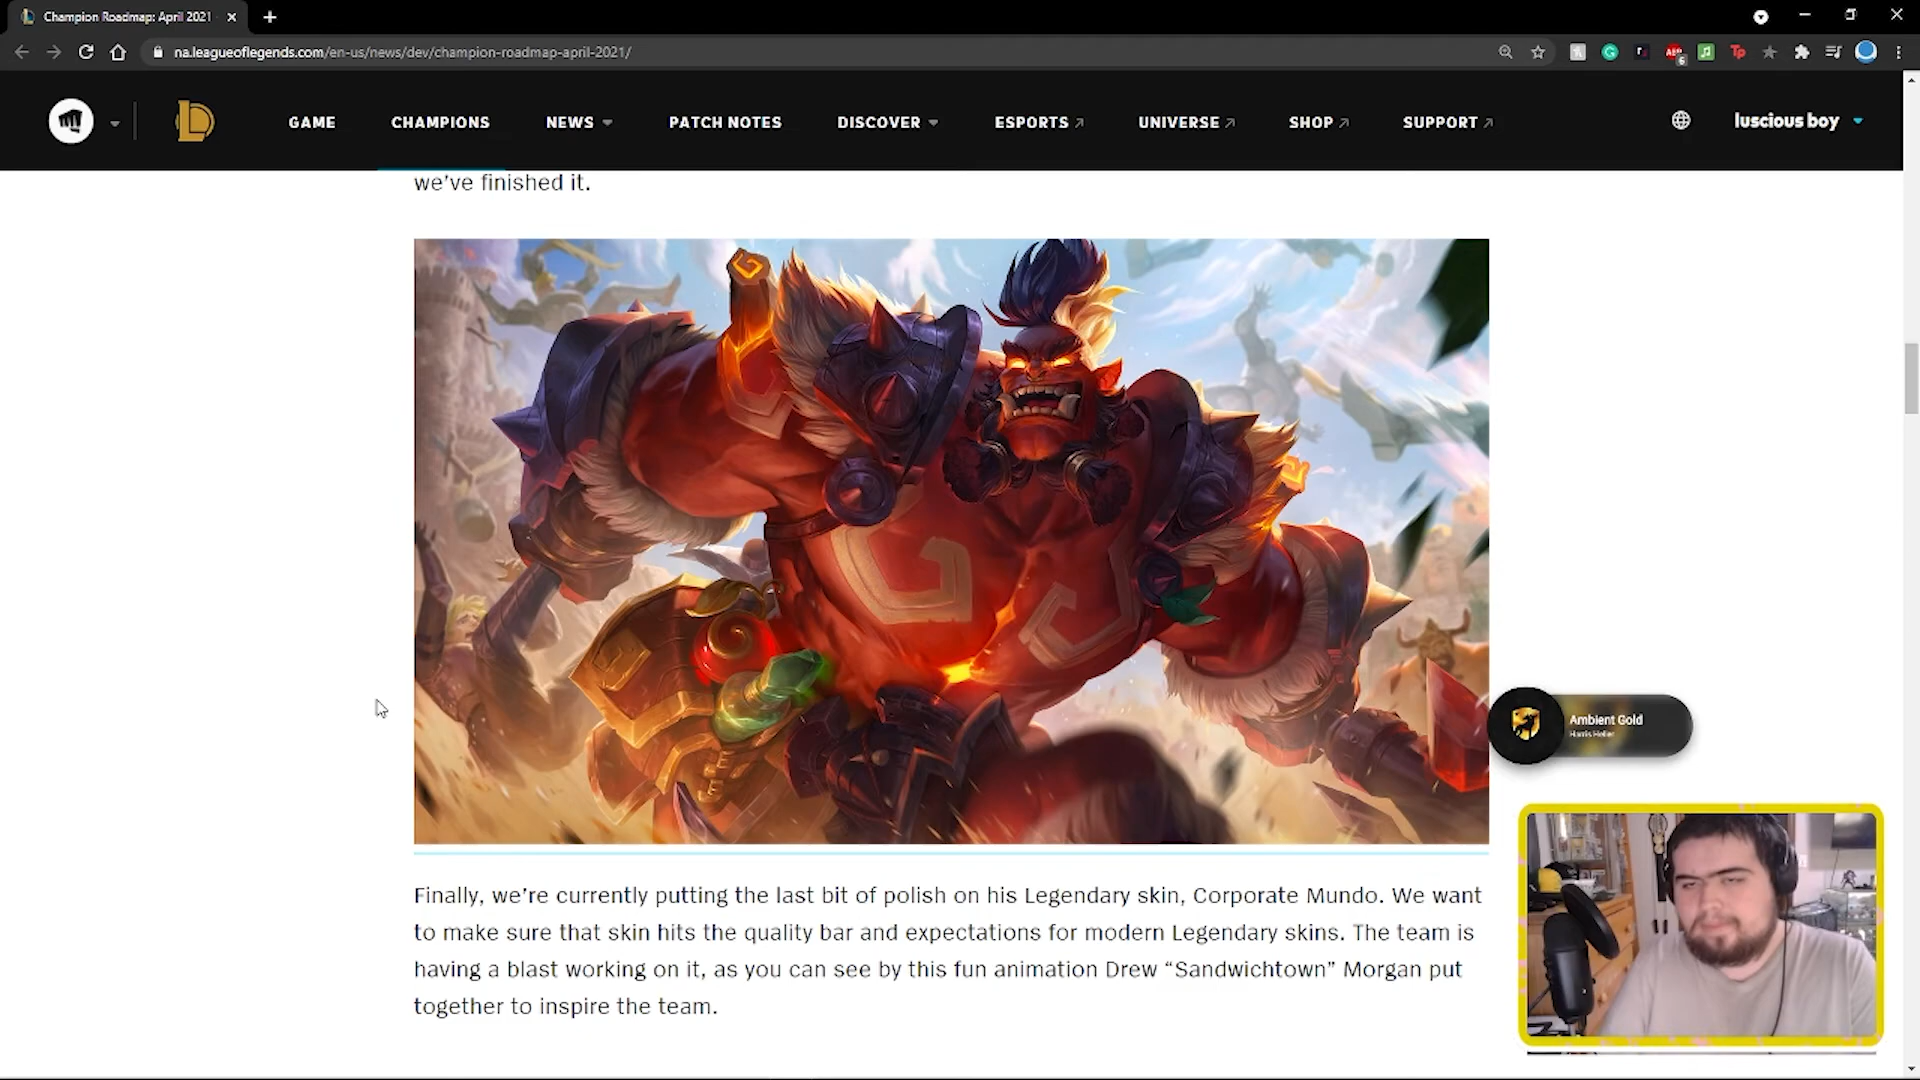 Champion Roadmap: April 2021
na.leagueoflegends.com/en-us/news/dev/champion-roadmap-april-2021/
6
Tp
GAME
CHAMPIONS
NEWS
PATCH NOTES
DISCOVER
ESPORTS
UNIVERSE
SHOP
SUPPORT
luscious boy
we've finished it.
Ambient Gold
Harris Heller
Finally, we're currently putting the last bit of polish on his Legendary skin, Corporate Mundo. We want
to make sure that skin hits the quality bar and expectations for modern Legendary skins. The team is
having a blast working on it, as you can see by this fun animation Drew “Sandwichtown” Morgan put
together to inspire the team.